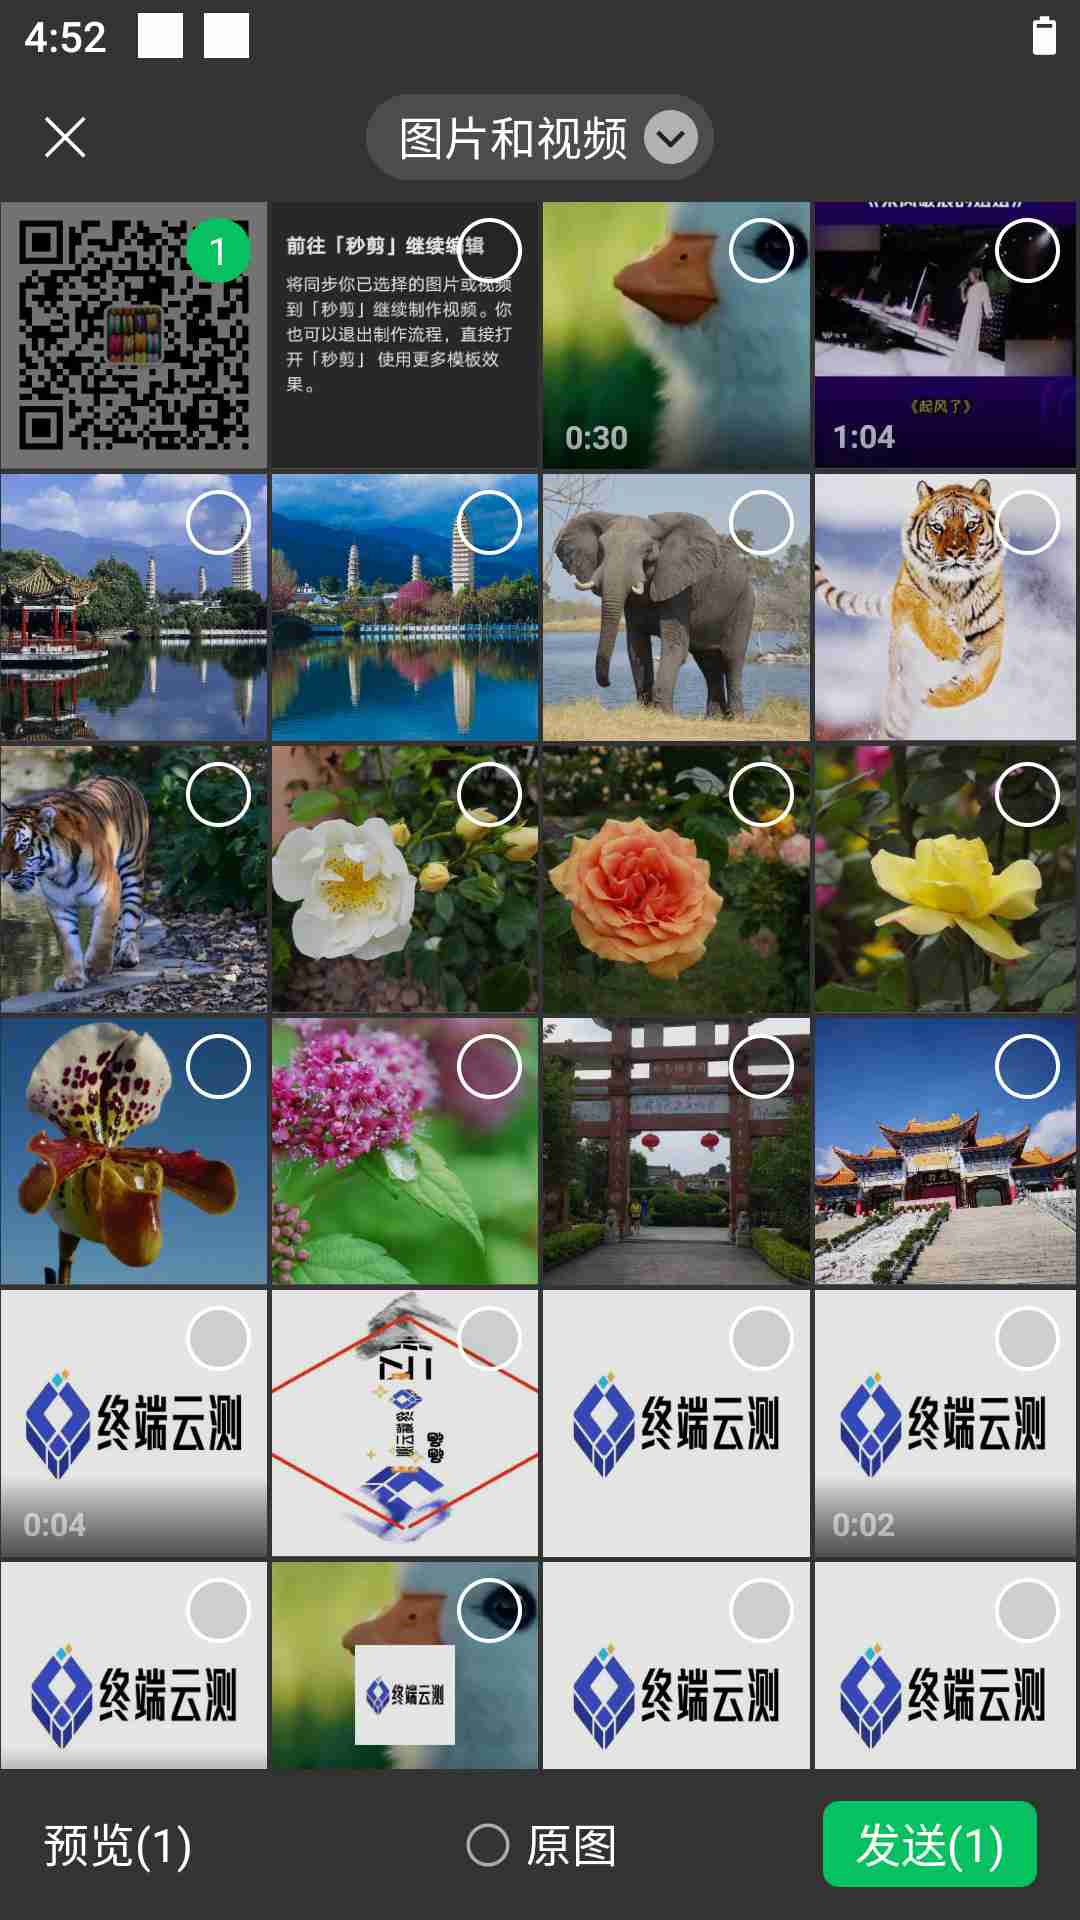 4:52
图片和视频
1
前往「秒剪」继续编辑
将同步你已选择的图片或视频
到「秒剪」继续制作视频。你
也可以退出制作流程，直接打
开「秒剪」使用更多模板效
果。
0:30
《起风了》
1:04
终端云测
0:04
终端云测
终端云测
0:02
终端云测
终端云测
终端云测
终端云测
预览(1)
原图
发送(1)